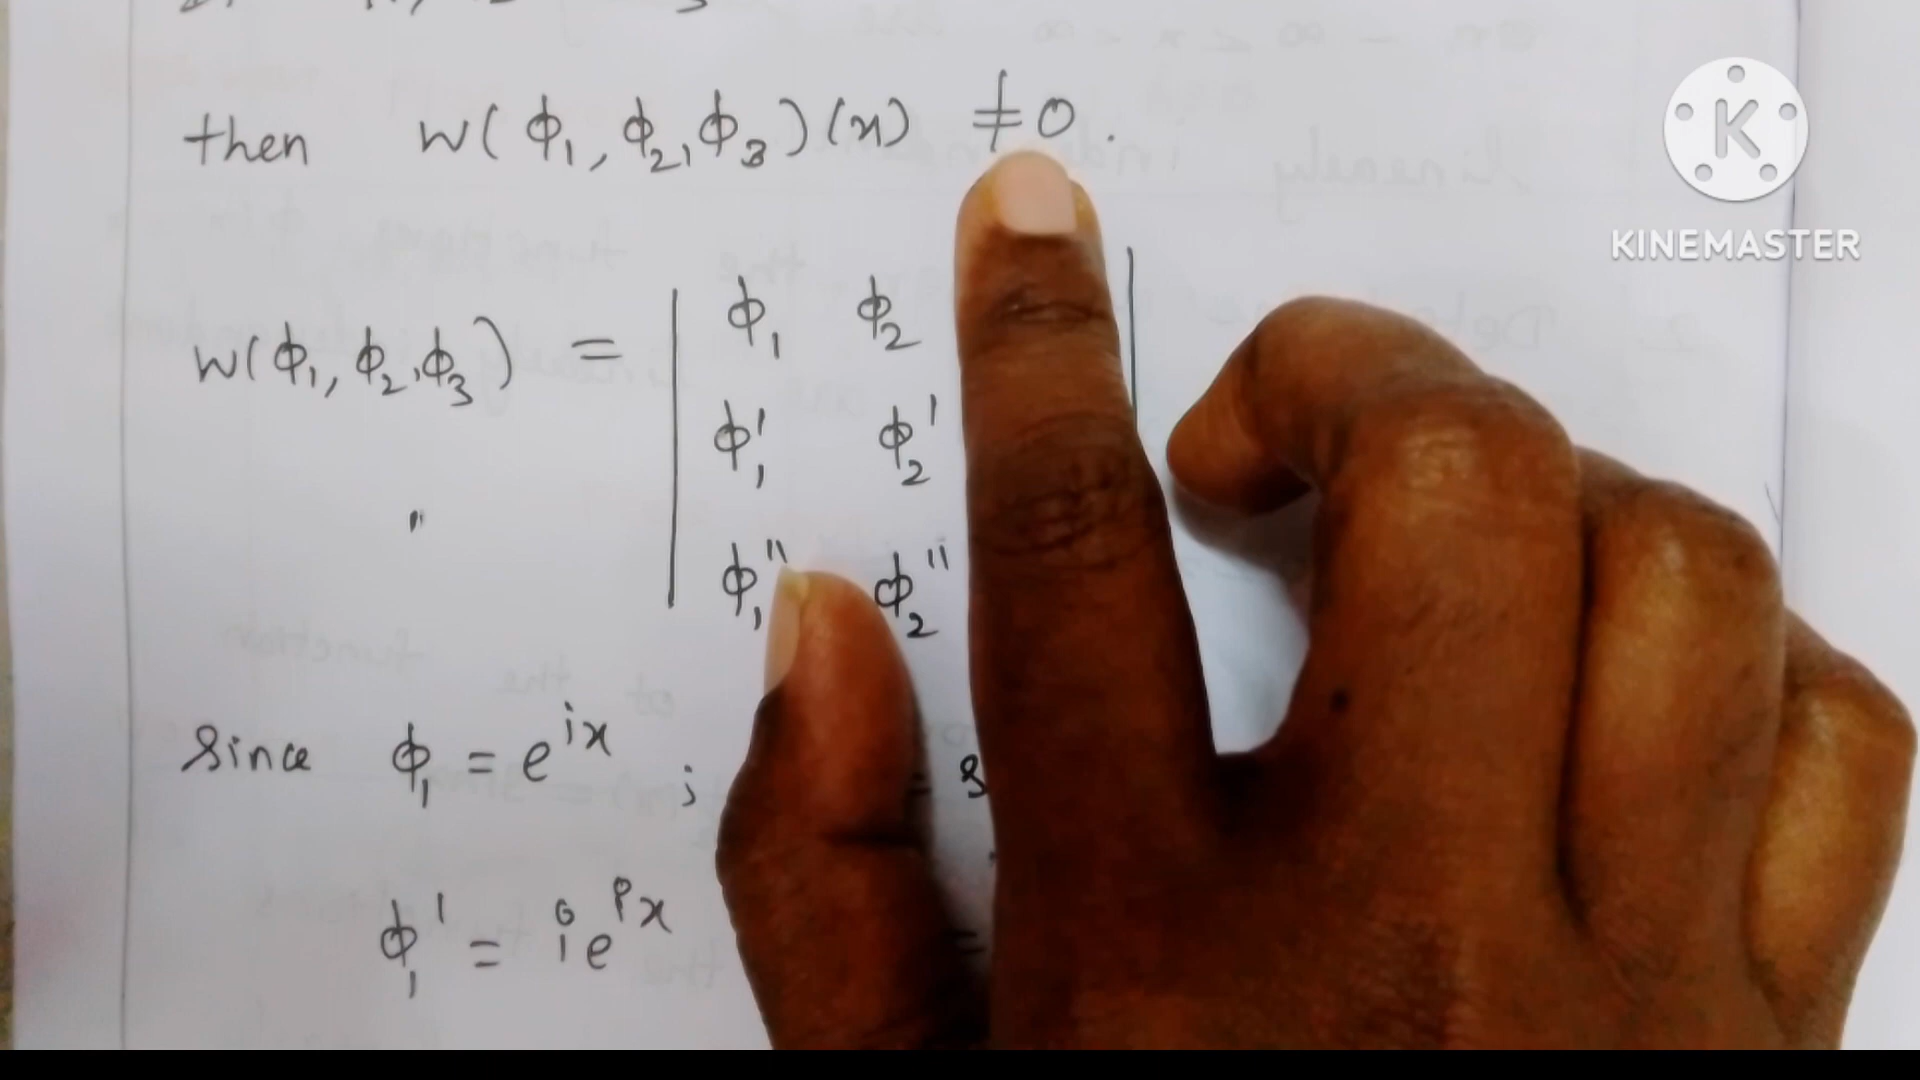 then W(ϕ₁, ϕ₂, ϕ₃)(x) ≠ 0.
KINEMASTER
W(ϕ₁, ϕ₂, ϕ₃) = | ϕ₁ ϕ₂ |
ϕ₁' ϕ₂'
ϕ₁'' ϕ₂''
Since ϕ₁ = e^{ix} ; = s
ϕ₁' = ie^{ix} =